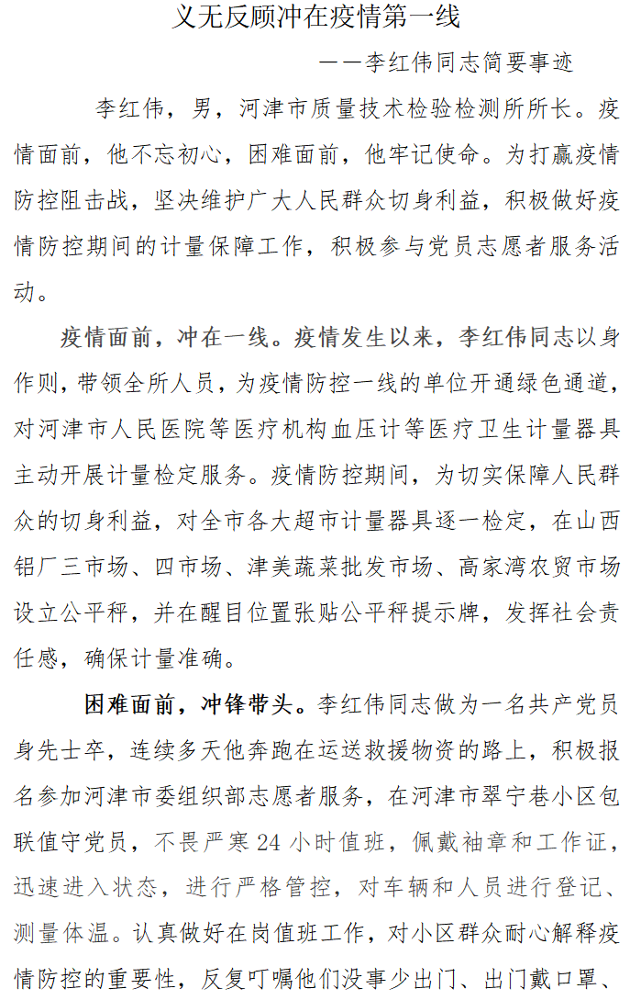 义无反顾冲在疫情第一线
——李红伟同志简要事迹
李红伟，男，河津市质量技术检验检测所所长。疫
情面前，他不忘初心，困难面前，他牢记使命。为打赢疫情
防控阻击战，坚决维护广大人民群众切身利益，积极做好疫
情防控期间的计量保障工作，积极参与党员志愿者服务活
动。
疫情面前，冲在一线。疫情发生以来，李红伟同志以身
作则，带领全所人员，为疫情防控一线的单位开通绿色通道，
对河津市人民医院等医疗机构血压计等医疗卫生计量器具
主动开展计量检定服务。疫情防控期间，为切实保障人民群
众的切身利益，对全市各大超市计量器具逐一检定，在山西
铝厂三市场、四市场、津美蔬菜批发市场、高家湾农贸市场
设立公平秤，并在醒目位置张贴公平秤提示牌，发挥社会责
任感，确保计量准确。
困难面前，冲锋带头。李红伟同志做为一名共产党员
身先士卒，连续多天他奔跑在运送救援物资的路上，积极报
名参加河津市委组织部志愿者服务，在河津市翠宁巷小区包
联值守党员，不畏严寒24小时值班，佩戴袖章和工作证，
迅速进入状态，进行严格管控，对车辆和人员进行登记、
测量体温。认真做好在岗值班工作，对小区群众耐心解释疫
情防控的重要性，反复叮嘱他们没事少出门、出门戴口罩、